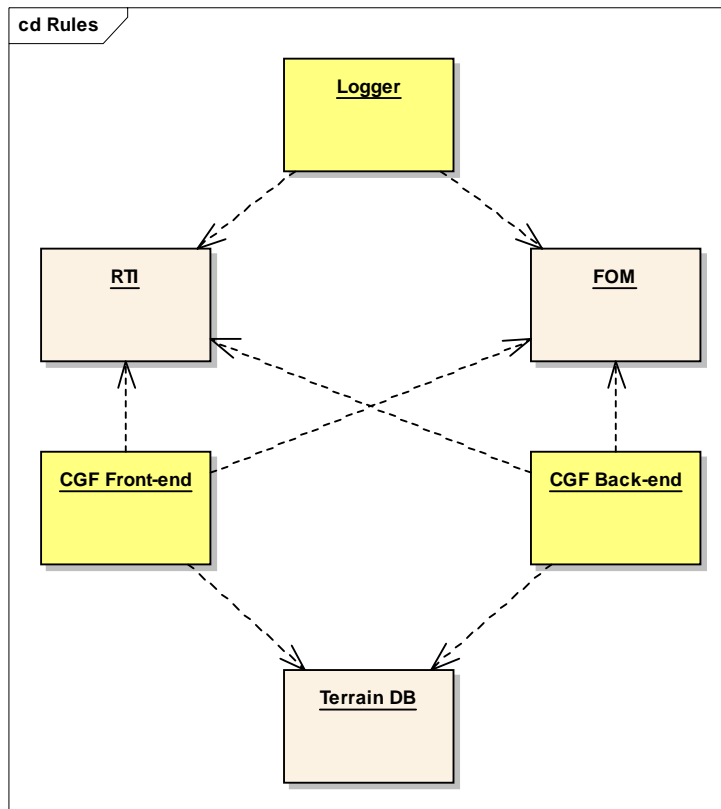 cd Rules
Logger
RTI
FOM
CGF Front-end
CGF Back-end
Terrain DB